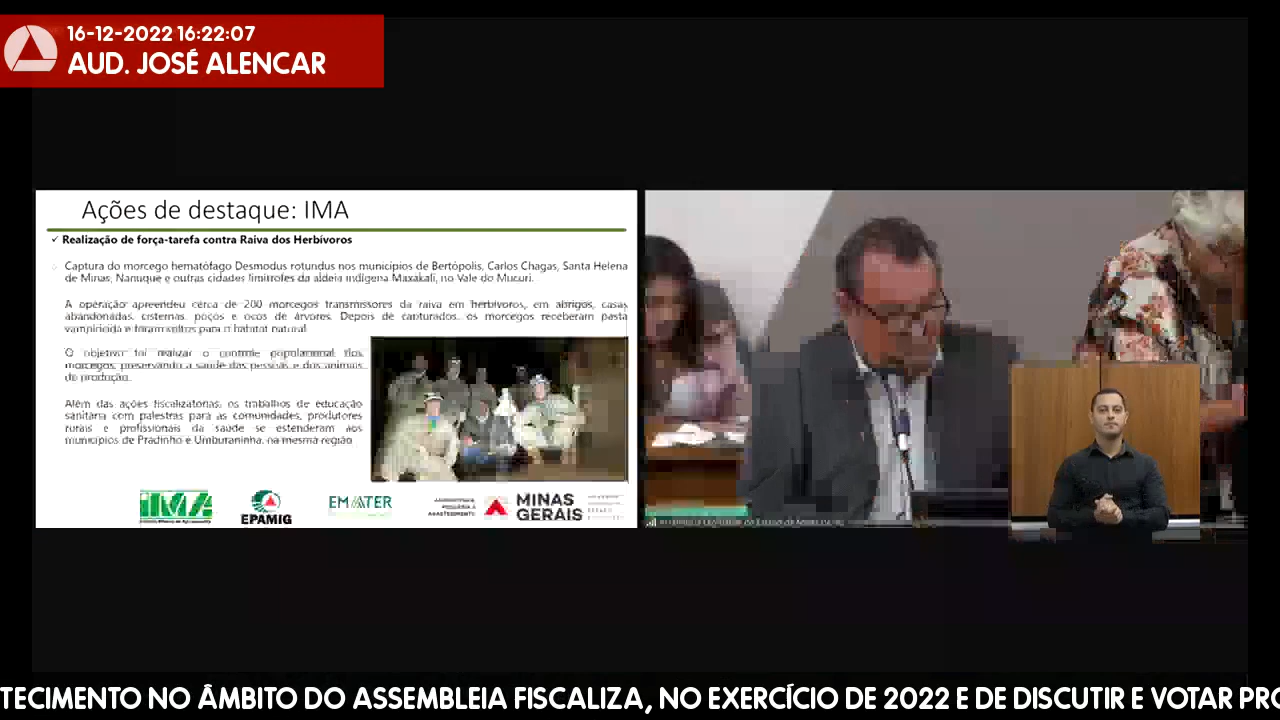 16-12-2022 16:22:07
AUD. JOSÉ ALENCAR
Ações de destaque: IMA
✓ Realização de força-tarefa contra Raiva dos Herbívoros
Captura do morcego hematófago Desmodus rotundus nos municípios de Bertópolis, Carlos Chagas, Santa Helena
de Minas, Nanuque e outras cidades limítrofes da aldeia indígena Maxakali, no Vale do Mucuri.
A operação apreendeu cerca de 200 morcegos transmissores da raiva em herbívoros, em abrigos, casas
abandonadas, cisternas, poços e ocos de árvores. Depois de capturados, os morcegos receberam pasta
vampiricida e foram soltos para o habitat natural
O objetivo foi realizar o controle populacional dos
morcegos, preservando a saúde das pessoas e dos animais
de produção.
Além das ações fiscalizatórias, os trabalhos de educação
sanitária com palestras para as comunidades, produtores
rurais e profissionais da saúde se estenderam aos
municípios de Pradinho e Umburaninha, na mesma região
IMA
EPAMIG
EMATER
AGRICULTURA,
PECUÁRIA E
ABASTECIMENTO
MINAS
GERAIS
TECIMENTO NO ÂMBITO DO ASSEMBLEIA FISCALIZA, NO EXERCÍCIO DE 2022 E DE DISCUTIR E VOTAR PRO